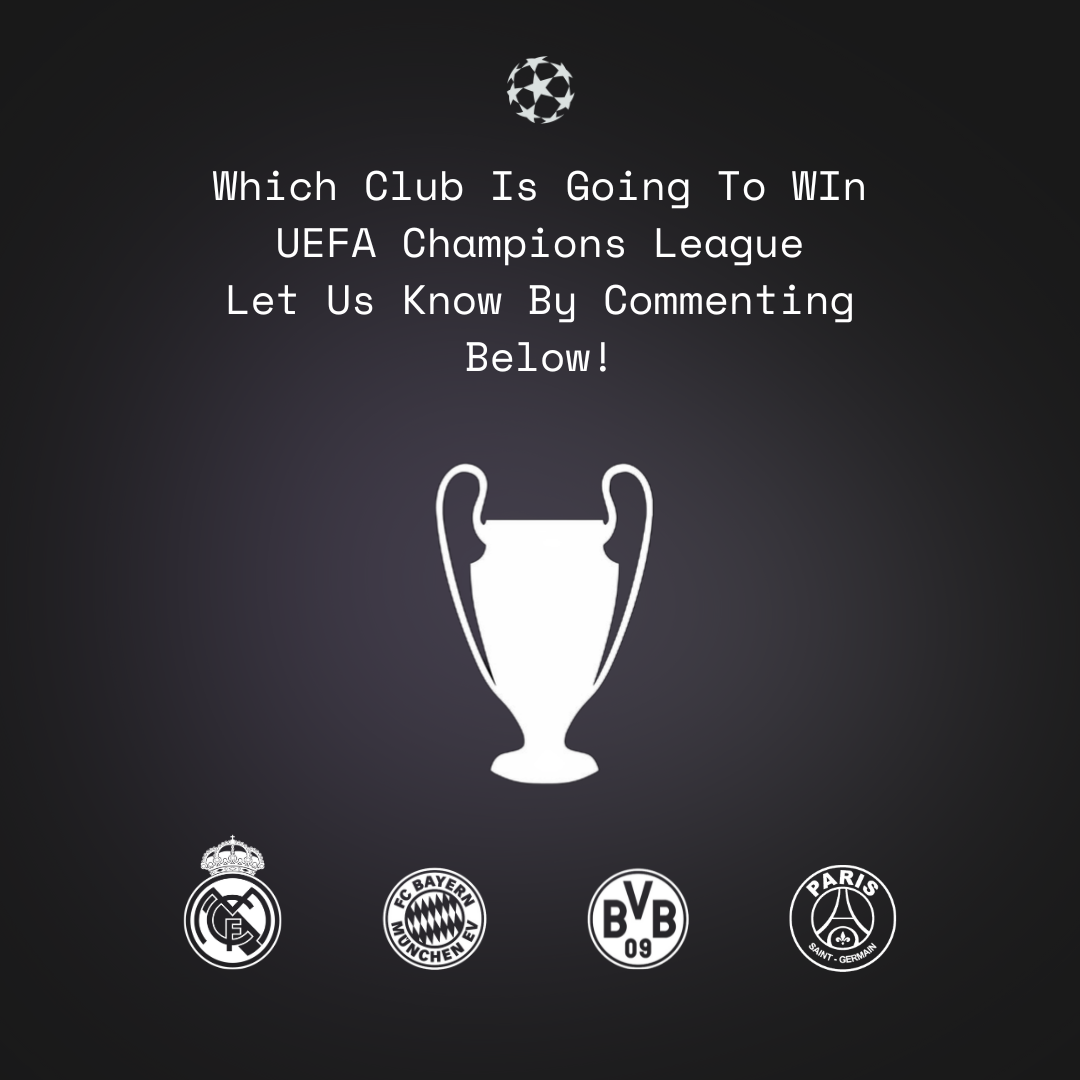 Which Club Is Going To WIn
UEFA Champions League
Let Us Know By Commenting
Below!
FC BAYERN
MÜNCHEN EV
BVB
09
PARIS
SAINT - GERMAIN